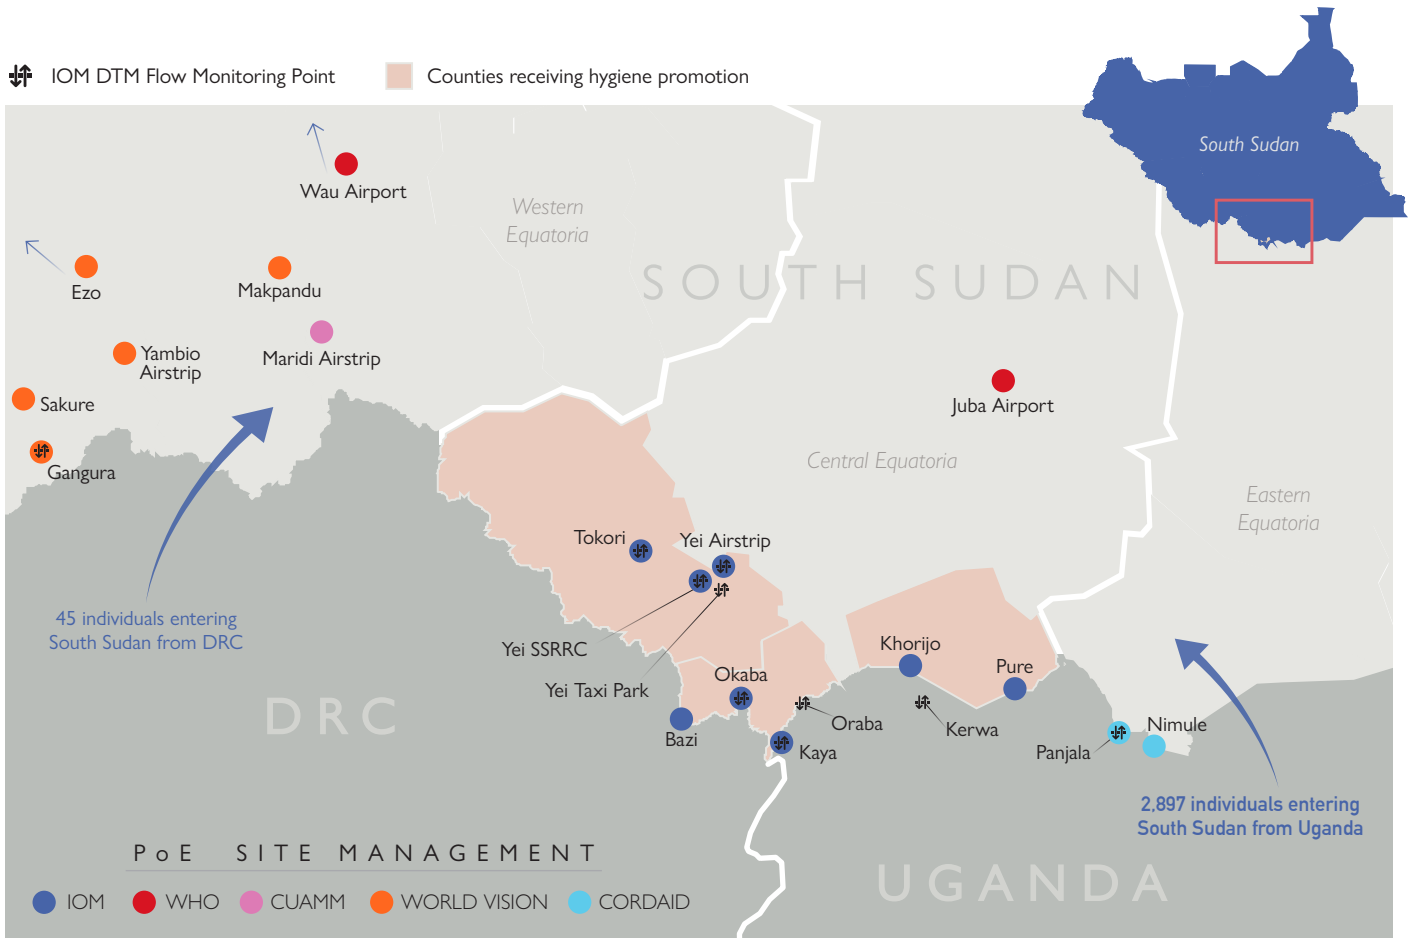 IOM DTM Flow Monitoring Point
Counties receiving hygiene promotion
South Sudan
Wau Airport
Western
Equatoria
SOUTH SUDAN
Ezo
Makpandu
Yambio
Airstrip
Maridi Airstrip
Sakure
Juba Airport
Gangura
Central Equatoria
Eastern
Equatoria
Tokori
Yei Airstrip
45 individuals entering
South Sudan from DRC
Yei SSRRC
Khorijo
Pure
Okaba
Yei Taxi Park
DRC
Oraba
Kerwa
Nimule
Bazi
Kaya
Panjala
2,897 individuals entering
South Sudan from Uganda
PoE SITE MANAGEMENT
UGANDA
IOM
WHO
CUAMM
WORLD VISION
CORDAID